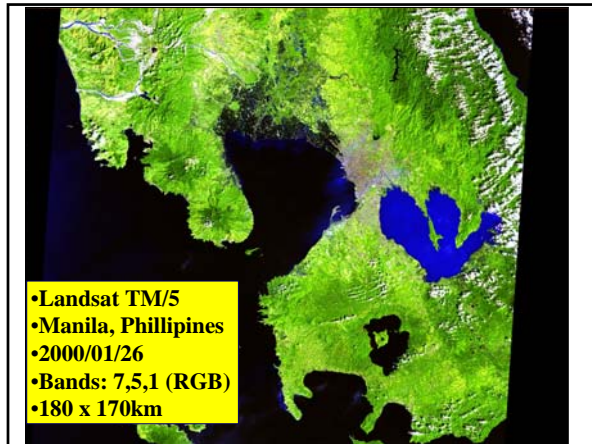 •Landsat TM/5
•Manila, Phillipines
•2000/01/26
•Bands: 7,5,1 (RGB)
•180 x 170km